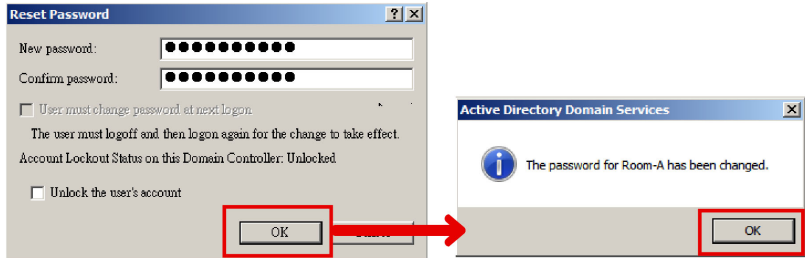 Reset Password
New password:
Confirm password:
User must change password at next logon
The user must logoff and then logon again for the change to take effect.
Account Lockout Status on this Domain Controller: Unlocked
Unlock the user's account
OK
Active Directory Domain Services
The password for Room-A has been changed.
OK